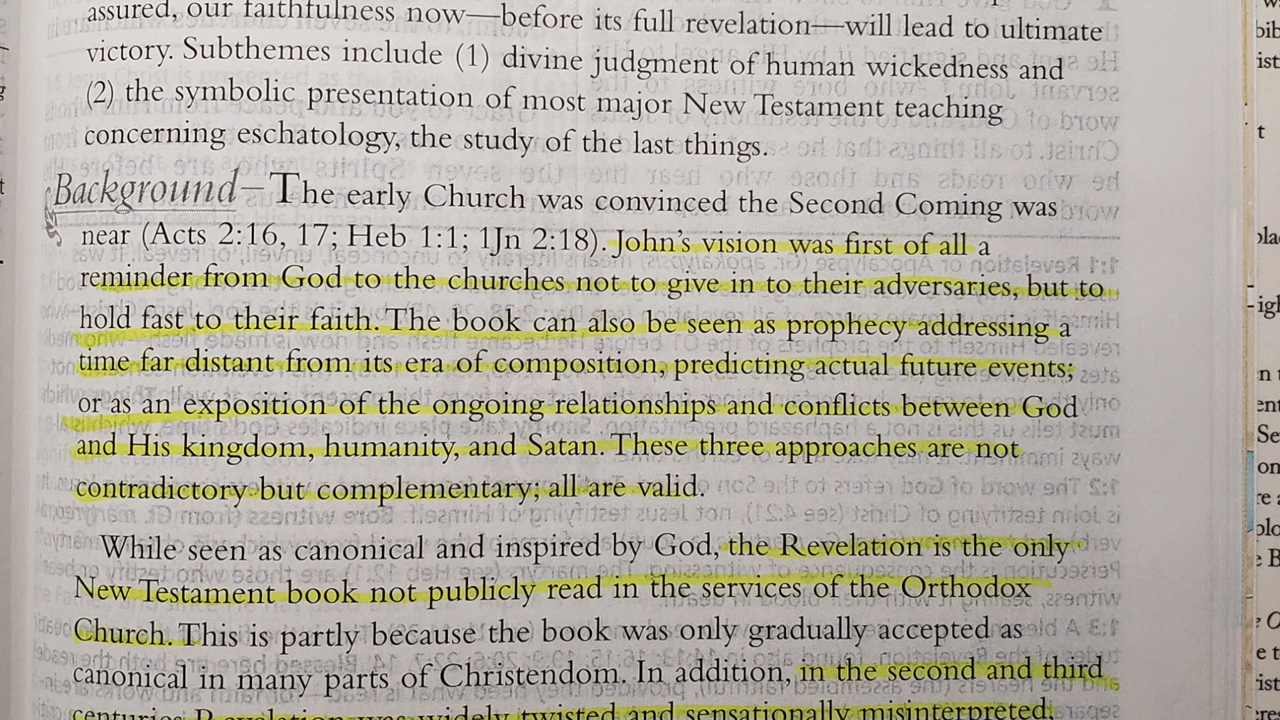 assured, our faithfulness now—before its full revelation—will lead to ultimate
victory. Subthemes include (1) divine judgment of human wickedness and
(2) the symbolic presentation of most major New Testament teaching
concerning eschatology, the study of the last things.
Background—The early Church was convinced the Second Coming was
near (Acts 2:16, 17; Heb 1:1; 1Jn 2:18). John's vision was first of all a
reminder from God to the churches not to give in to their adversaries, but to
hold fast to their faith. The book can also be seen as prophecy addressing a
time far distant from its era of composition, predicting actual future events;
or as an exposition of the ongoing relationships and conflicts between God
and His kingdom, humanity, and Satan. These three approaches are not
contradictory but complementary; all are valid.
While seen as canonical and inspired by God, the Revelation is the only
New Testament book not publicly read in the services of the Orthodox
Church. This is partly because the book was only gradually accepted as
canonical in many parts of Christendom. In addition, in the second and third
centuries Revelation was widely twisted and sensationally misinterpreted,